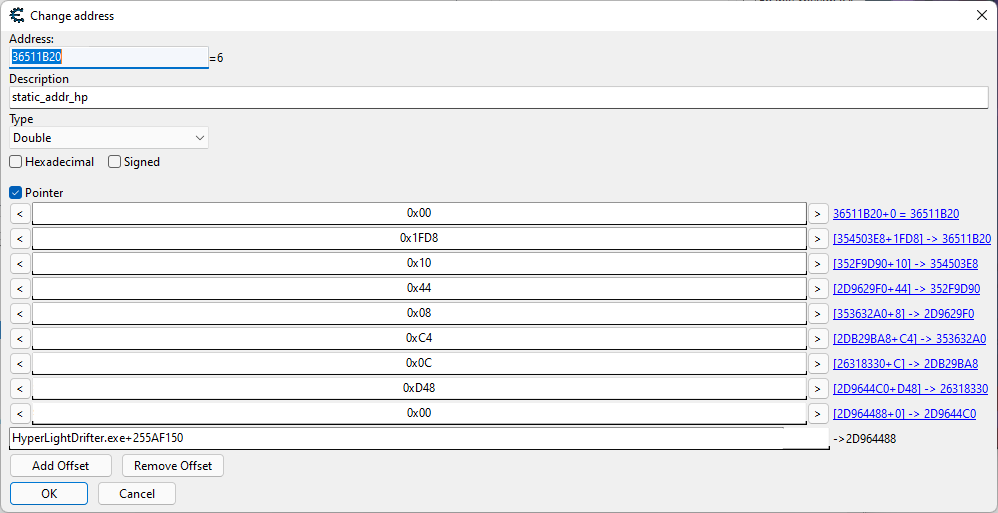 Change address
Address:
36511B20 =6
Description
static_addr_hp
Type
Double
Hexadecimal Signed
Pointer
< 0x00 > 36511B20+0 = 36511B20
< 0x1FD8 > [354503E8+1FD8] -> 36511B20
< 0x10 > [352F9D90+10] -> 354503E8
< 0x44 > [2D9629F0+44] -> 352F9D90
< 0x08 > [353632A0+8] -> 2D9629F0
< 0xC4 > [2DB29BA8+C4] -> 353632A0
< 0x0C > [26318330+C] -> 2DB29BA8
< 0xD48 > [2D9644C0+D48] -> 26318330
< 0x00 > [2D964488+0] -> 2D9644C0
HyperLightDrifter.exe+255AF150 ->2D964488
Add Offset Remove Offset
OK Cancel